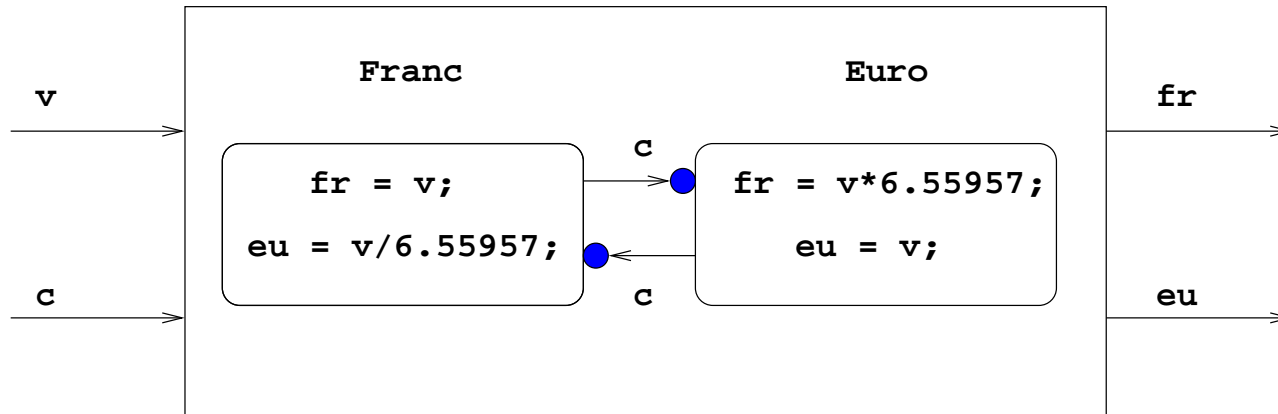 Franc
Euro
v
fr
c
fr = v;
fr = v*6.55957;
eu = v/6.55957;
eu = v;
c
c
eu